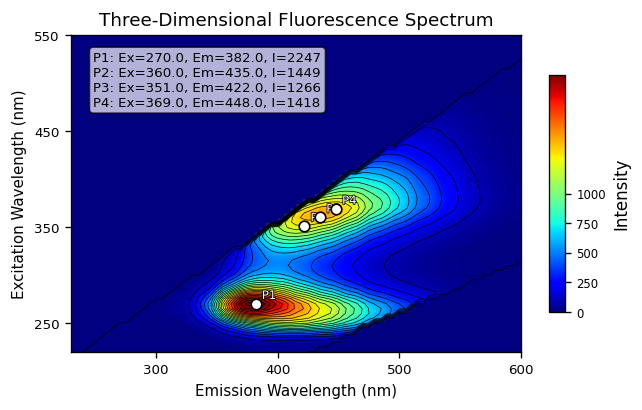 Three-Dimensional Fluorescence Spectrum
P1: Ex=270.0, Em=382.0, I=2247
P2: Ex=360.0, Em=435.0, I=1449
P3: Ex=351.0, Em=422.0, I=1266
P4: Ex=369.0, Em=448.0, I=1418
550
450
350
250
Excitation Wavelength (nm)
P4
P1
300
400
500
600
Emission Wavelength (nm)
1000
750
500
250
0
Intensity